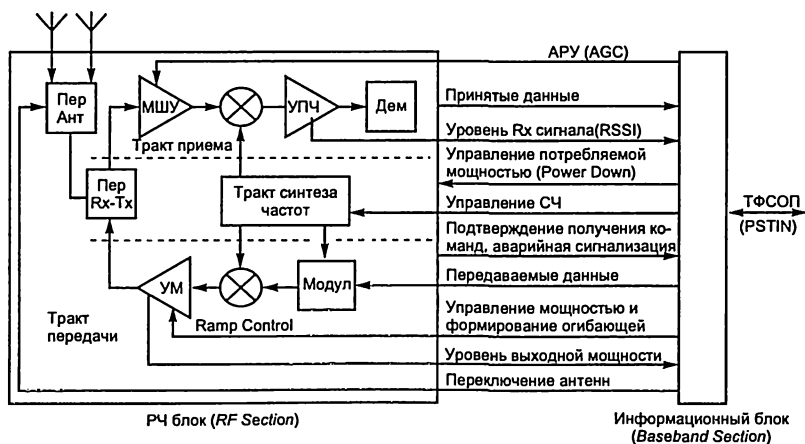 АРУ (AGC)
Пер
Ант
МШУ
УПЧ
Дем
Принятые данные
Тракт приема
Уровень Rx сигнала(RSSI)
Управление потребляемой
мощностью (Power Down)
Пер
Rx-Tx
Тракт синтеза
частот
Управление СЧ
ТФСОП
(PSTIN)
Подтверждение получения ко-
манд, аварийная сигнализация
УМ
Модул
Передаваемые данные
Тракт
передачи
Ramp Control
Управление мощностью и
формирование огибающей
Уровень выходной мощности
Переключение антенн
РЧ блок (RF Section)
Информационный блок
(Baseband Section)